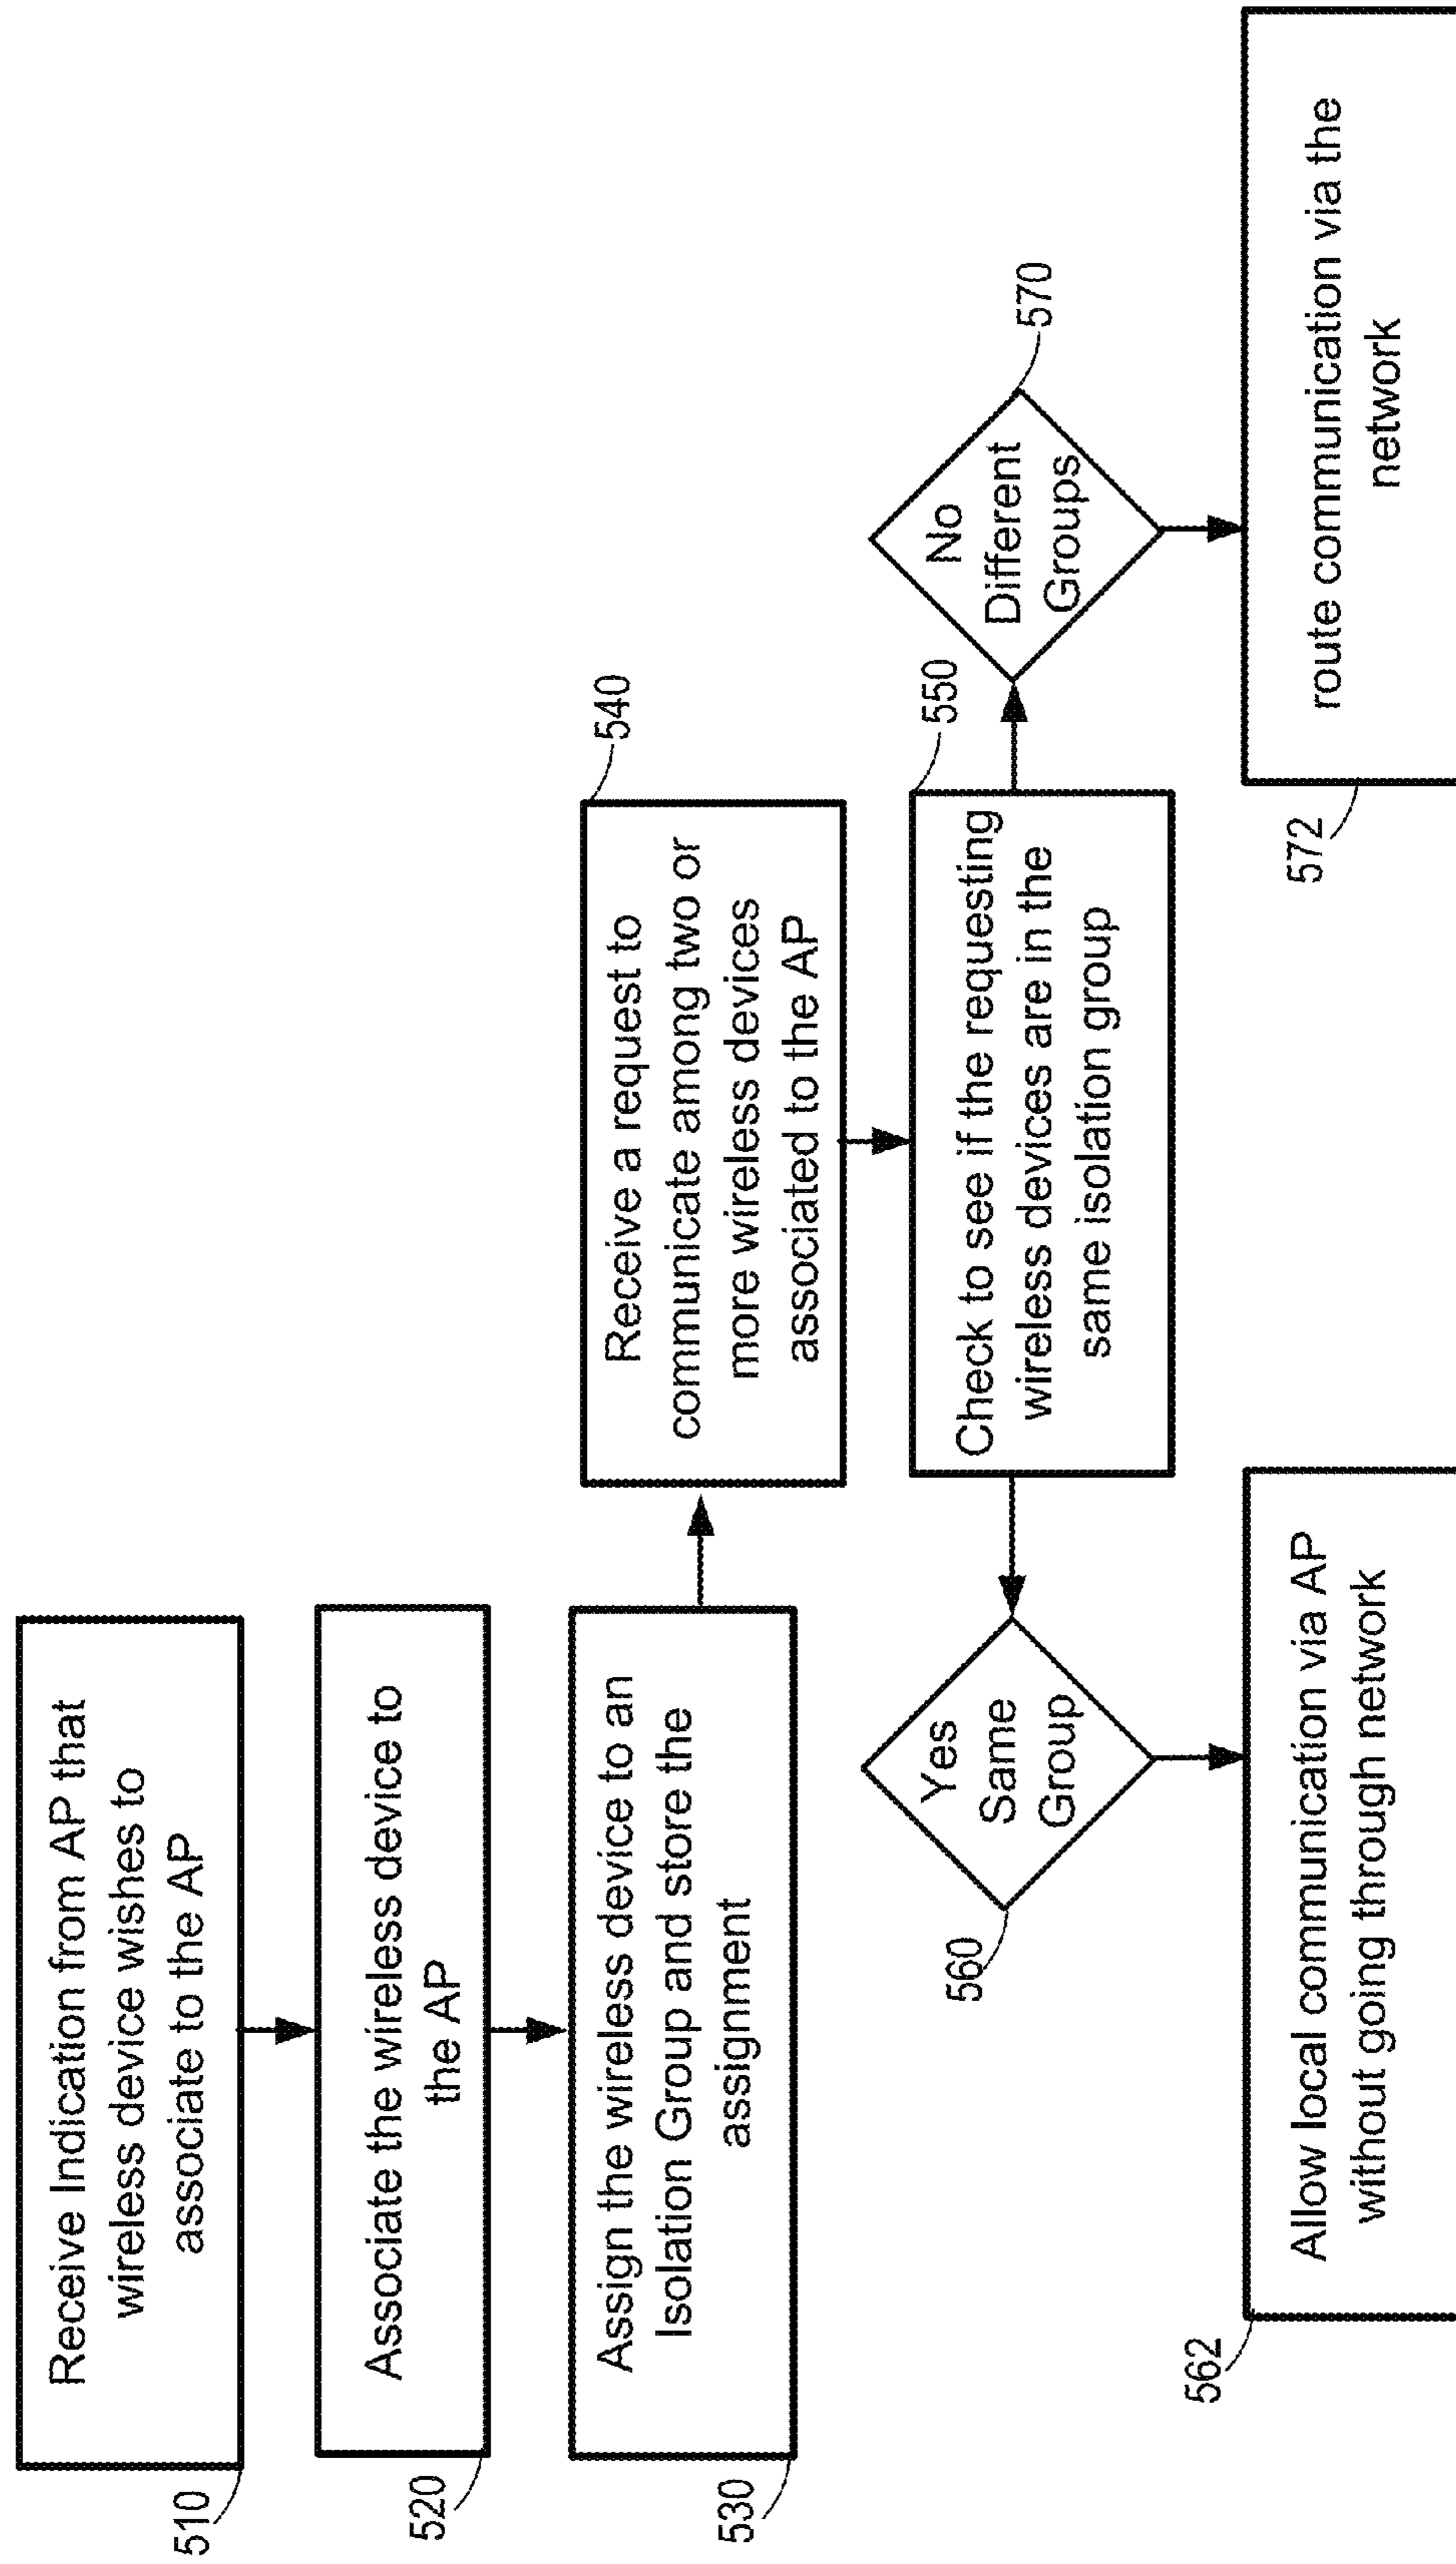 510
Receive Indication from AP that
wireless device wishes to
associate to the AP
520
Associate the wireless device to
the AP
530
Assign the wireless device to an
Isolation Group and store the
assignment
540
Receive a request to
communicate among two or
more wireless devices
associated to the AP
550
Check to see if the requesting
wireless devices are in the
same isolation group
560
Yes
Same
Group
570
No
Different
Groups
562
Allow local communication via AP
without going through network
572
route communication via the
network